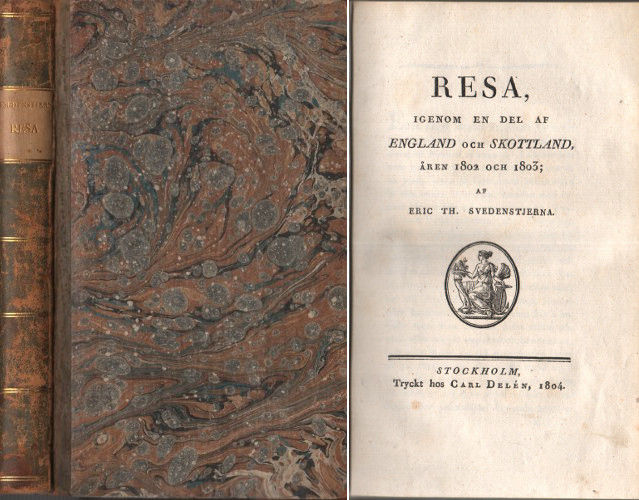 RESA
RESA,
IGENOM EN DEL AF
ENGLAND OCH SKOTTLAND,
ÅREN 1802 OCH 1803;
AF
ERIC TH. SVEDENSTJERNA.
STOCKHOLM,
Tryckt hos CARL DELÉN, 1804.